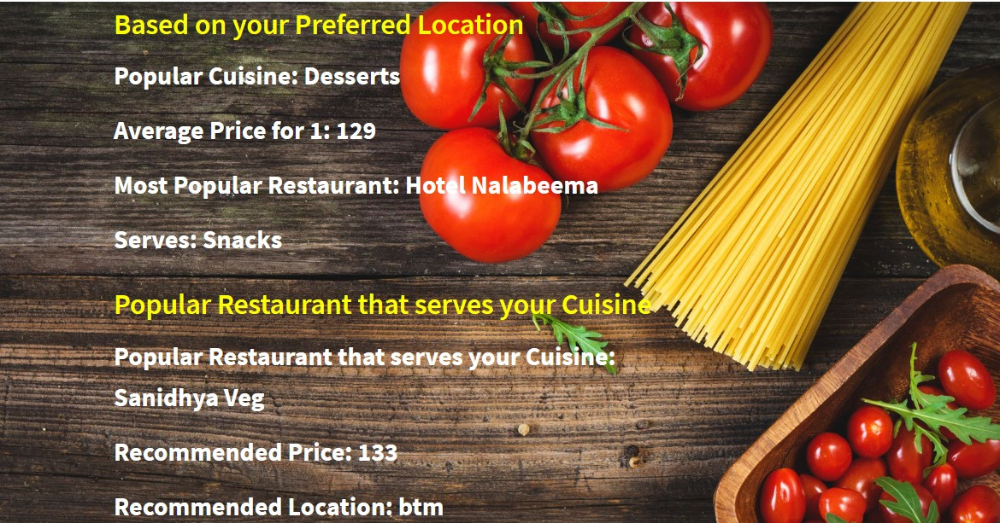 Based on your Preferred Location
Popular Cuisine: Desserts
Average Price for 1: 129
Most Popular Restaurant: Hotel Nalabeema
Serves: Snacks
Popular Restaurant that serves your Cuisine
Popular Restaurant that serves your Cuisine:
Sanidhya Veg
Recommended Price: 133
Recommended Location: btm